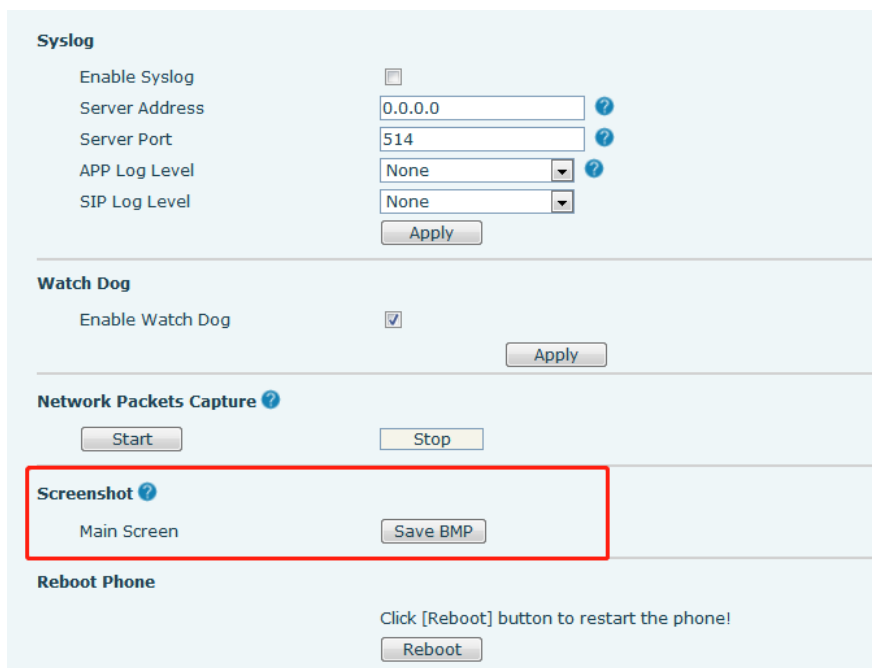 Syslog
Enable Syslog
Server Address 0.0.0.0 ?
Server Port 514 ?
APP Log Level None ?
SIP Log Level None
Apply
Watch Dog
Enable Watch Dog
Apply
Network Packets Capture ?
Start Stop
Screenshot ?
Main Screen Save BMP
Reboot Phone
Click [Reboot] button to restart the phone!
Reboot